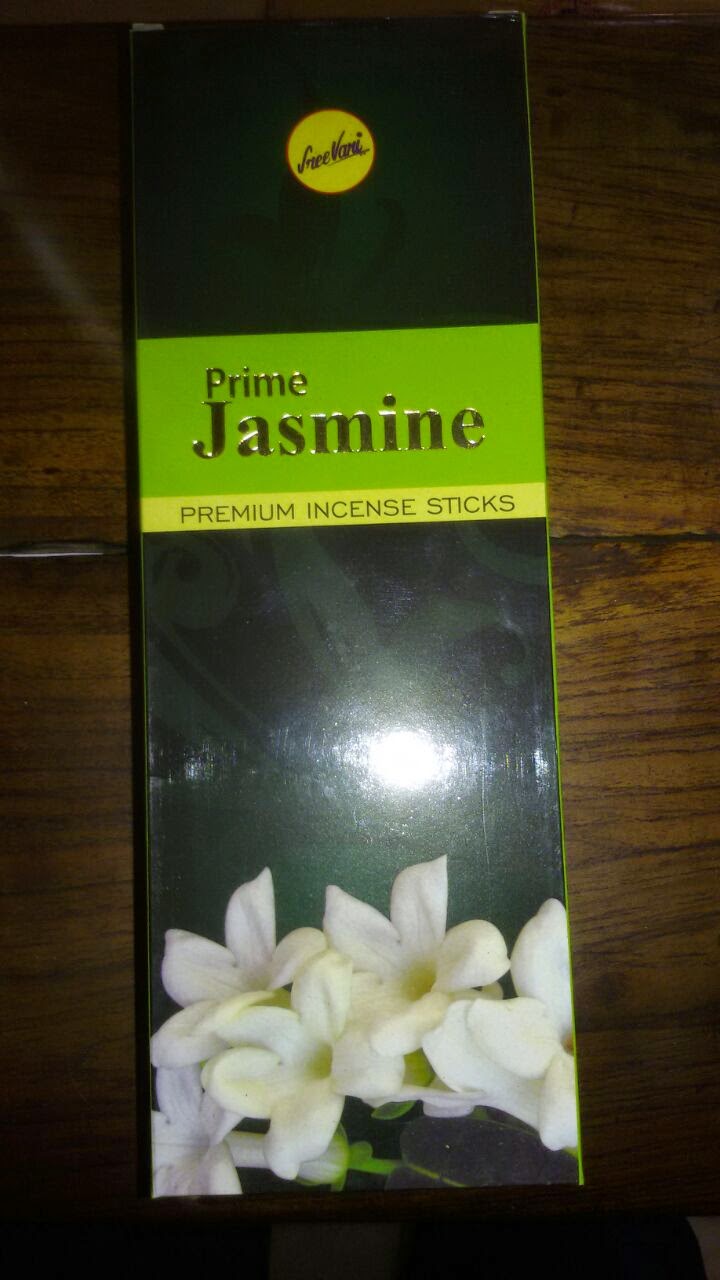 SreeVani
Prime
Jasmine
PREMIUM INCENSE STICKS